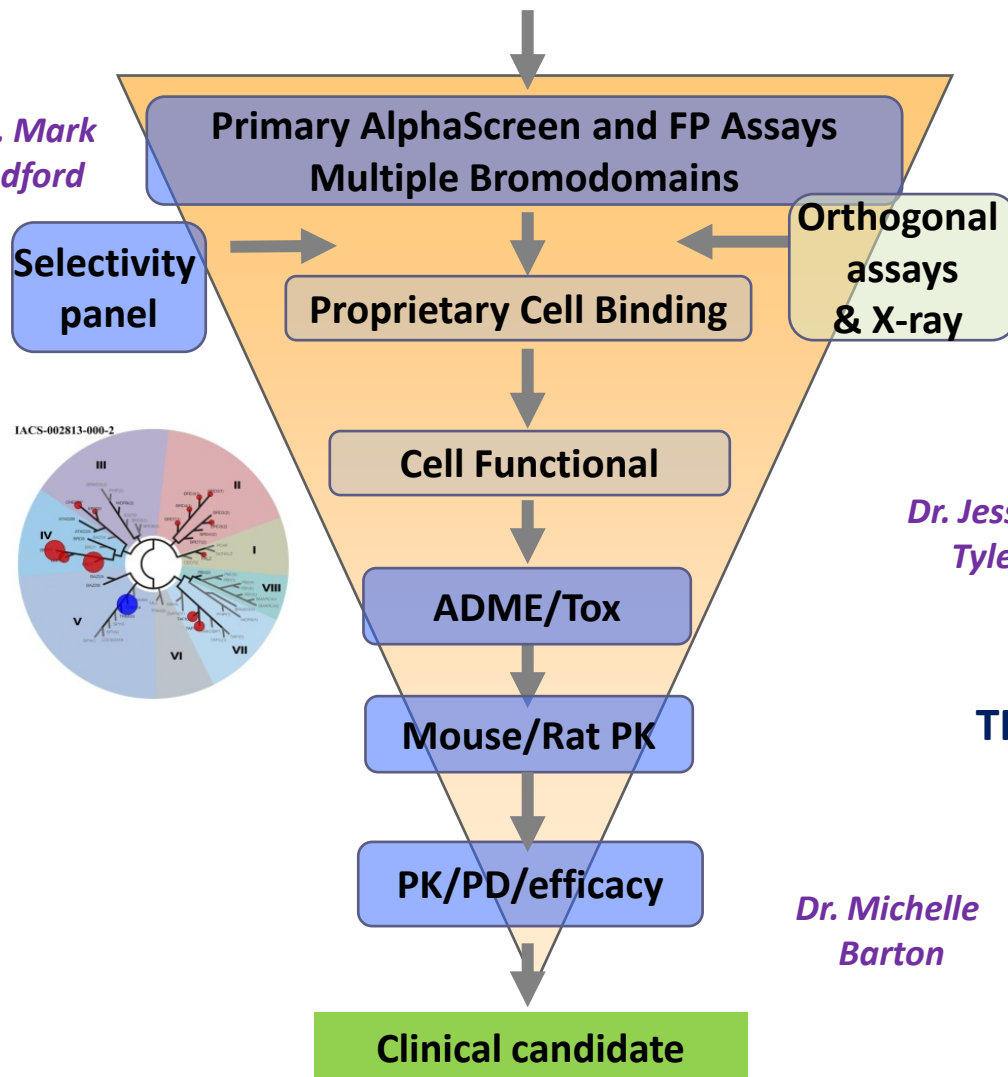 Primary AlphaScreen and FP Assays
Multiple Bromodomains
. Mark
dford
Selectivity
panel
Orthogonal
assays
& X-ray
Proprietary Cell Binding
IACS-002813-000-2
III
II
IV
I
VIII
V
VI
VII
Cell Functional
Dr. Jess
Tyle
ADME/Tox
Mouse/Rat PK
PK/PD/efficacy
Dr. Michelle
Barton
Clinical candidate